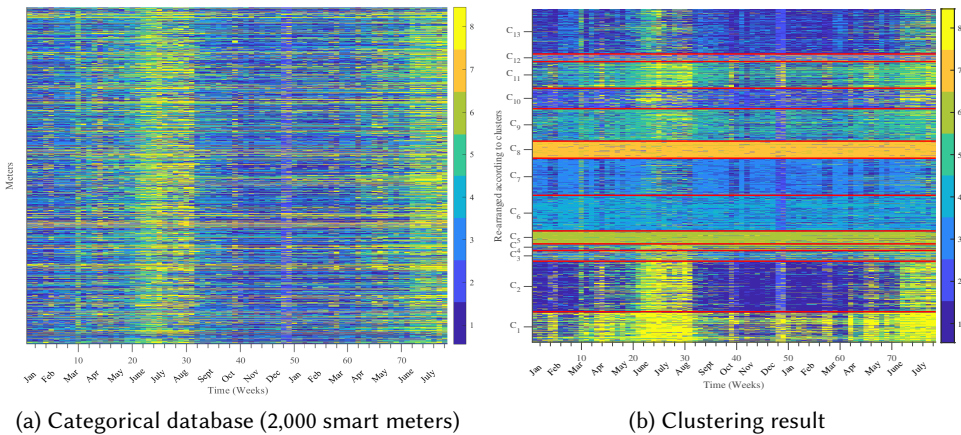 Meters
10
20
30
40
50
60
70
Jan
Feb
Mar
Apr
May
June
July
Aug
Sept
Oct
Nov
Dec
Jan
Feb
Mar
Apr
May
June
July
Time (Weeks)
8
7
6
5
4
3
2
1
(a) Categorical database (2,000 smart meters)
Re-arranged according to clusters
C13
C12
C11
C10
C9
C8
C7
C6
C5
C4
C3
C2
C1
10
20
30
40
50
60
70
Jan
Feb
Mar
Apr
May
June
July
Aug
Sept
Oct
Nov
Dec
Jan
Feb
Mar
Apr
May
June
July
Time (Weeks)
8
7
6
5
4
3
2
1
(b) Clustering result